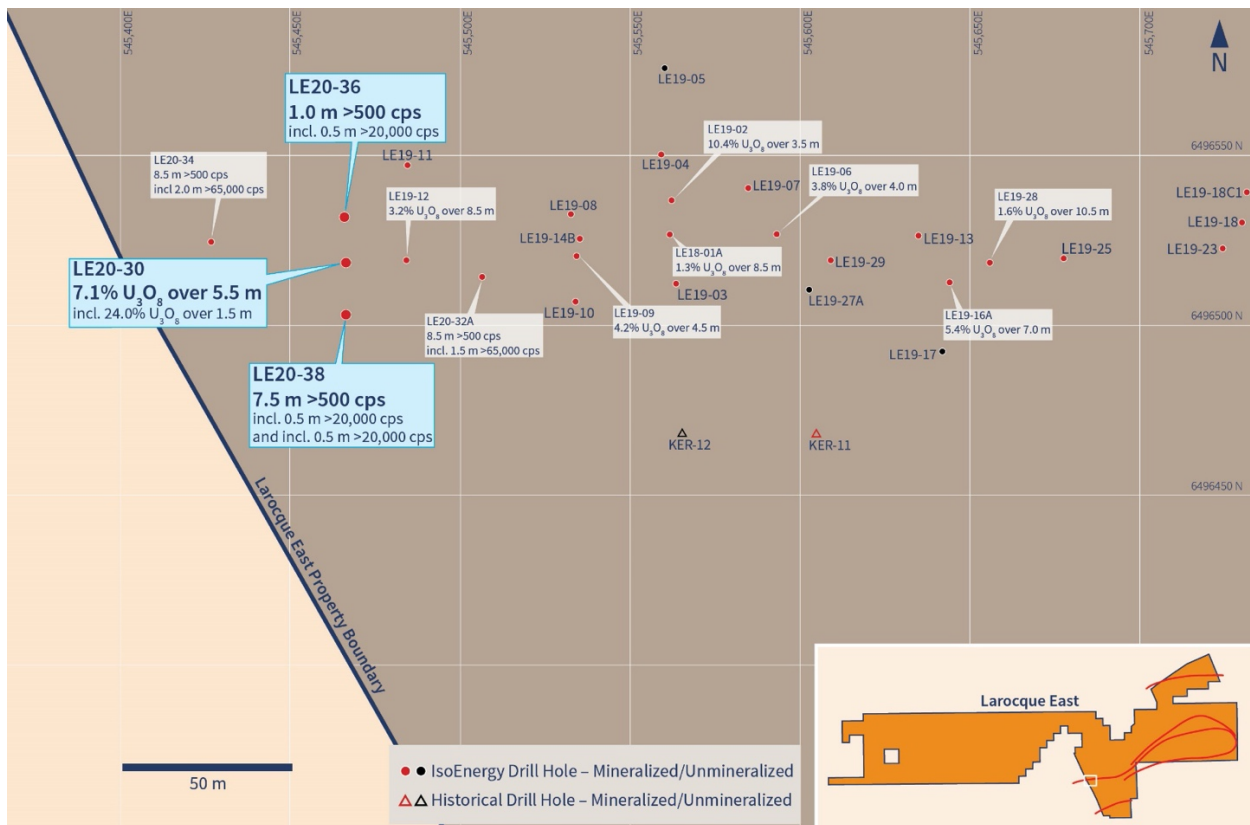 545,400E
545,450E
545,500E
545,550E
545,600E
545,650E
545,700E
N
LE19-05
LE20-36
1.0 m >500 cps
incl. 0.5 m >20,000 cps
LE19-02
10.4% U₃O₈ over 3.5 m
6496550 N
LE20-34
8.5 m >500 cps
incl 2.0 m >65,000 cps
LE19-11
LE19-04
LE19-06
3.8% U₃O₈ over 4.0 m
LE19-07
LE19-12
3.2% U₃O₈ over 8.5 m
LE19-28
1.6% U₃O₈ over 10.5 m
LE19-18C1
LE19-08
LE19-18
LE19-14B
LE19-13
LE19-23
LE18-01A
1.3% U₃O₈ over 8.5 m
LE19-25
LE19-29
LE20-30
7.1% U₃O₈ over 5.5 m
incl. 24.0% U₃O₈ over 1.5 m
LE19-03
LE19-27A
LE19-10
LE19-09
4.2% U₃O₈ over 4.5 m
LE19-16A
5.4% U₃O₈ over 7.0 m
6496500 N
LE20-32A
8.5 m >500 cps
incl. 1.5 m >65,000 cps
LE19-17
LE20-38
7.5 m >500 cps
incl. 0.5 m >20,000 cps
and incl. 0.5 m >20,000 cps
KER-12
KER-11
6496450 N
Larocque East Property Boundary
Larocque East
50 m
IsoEnergy Drill Hole – Mineralized/Unmineralized
Historical Drill Hole – Mineralized/Unmineralized